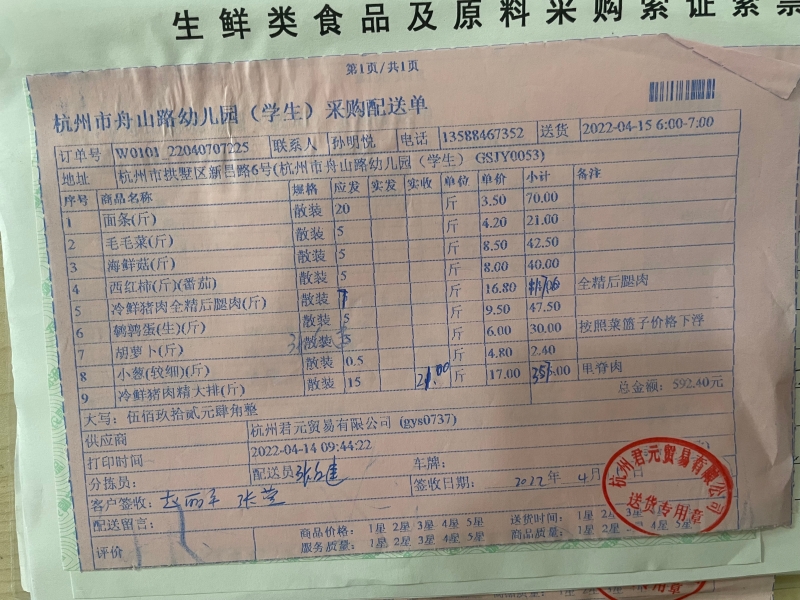 生鲜类食品及原料采购索证索票
第1页/共1页
杭州市舟山路幼儿园（学生）采购配送单
订单号 W0101_22040707225 联系人 孙明悦 电话 13588467352 送货 2022-04-15 6:00-7:00
地址 杭州市拱墅区新昌路6号(杭州市舟山路幼儿园（学生） GSJY0053)
序号 商品名称 规格 应发 实发 实收 单位 单价 小计 备注
1 面条(斤) 散装 20 斤 3.50 70.00
2 毛毛菜(斤) 散装 5 斤 4.20 21.00
3 海鲜菇(斤) 散装 5 斤 8.50 42.50
4 西红柿(斤)(番茄) 散装 5 斤 8.00 40.00
5 冷鲜猪肉全精后腿肉(斤) 散装 斤 16.80 全精后腿肉
6 鹌鹑蛋(生)(斤) 散装 5 斤 9.50 47.50
7 胡萝卜(斤) 散装 5 斤 6.00 30.00 按照菜篮子价格下浮
8 小葱(较细)(斤) 散装 0.5 斤 4.80 2.40
9 冷鲜猪肉精大排(斤) 散装 15 21.00 斤 17.00 里脊肉
总金额: 592.40元
大写: 伍佰玖拾贰元肆角整
供应商 杭州君元贸易有限公司 (gys0737)
打印时间 2022-04-14 09:44:22
分拣员: 配送员 车牌:
客户签收: 签收日期: 2022年 4月
配送留言:
评价 商品价格: 1星 2星 3星 4星 5星 送货时间: 1星 2星 3星
服务质量: 1星 2星 3星 4星 5星 商品质量: 1星 2星 4星 5星
杭州君元贸易有限公司
送货专用章